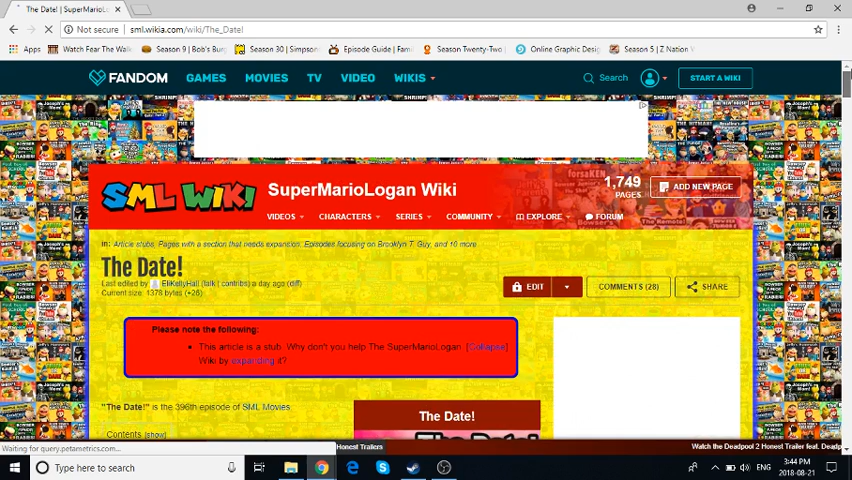 The Date! | SuperMarioL
Not secure | sml.wikia.com/wiki/The_Date!
Apps Watch Fear The Walk Season 9 | Bob's Burg Season 30 | Simpson Episode Guide | Fam Season Twenty-Two | Online Graphic Desig Season 5 | Z Nation
FANDOM GAMES MOVIES TV VIDEO WIKIS Search START A WIKI
SML WIKI SuperMarioLogan Wiki 1,749 PAGES ADD NEW PAGE
VIDEOS CHARACTERS SERIES COMMUNITY EXPLORE FORUM
in: Article stubs, Pages with a section that needs expansion, Episodes focusing on Brooklyn T. Guy, and 10 more
The Date!
Last edited by EliKellyHall (talk | contribs) a day ago (diff)
Current size: 1378 bytes (+26)
EDIT COMMENTS (28) SHARE
Please note the following:
This article is a stub. Why don't you help The SuperMarioLogan [Collapse]
Wiki by expanding it?
"The Date!" is the 396th episode of SML Movies.
The Date!
Contents [show]
Waiting for query.petametrics.com...
Honest Trailers
Watch the Deadpool 2 Honest Trailer feat. Deadp
Type here to search
ENG
3:44 PM
2018-08-21